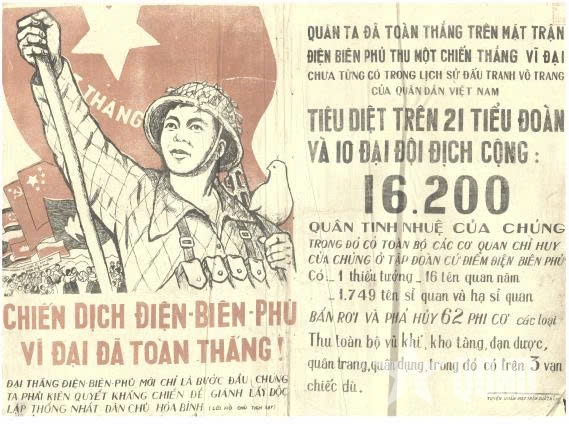 THẮNG
CHIẾN DỊCH ĐIỆN-BIÊN-PHỦ
VĨ ĐẠI ĐÃ TOÀN THẮNG!
ĐẠI THẮNG ĐIỆN-BIÊN-PHỦ MỚI CHỈ LÀ BƯỚC ĐẦU CHÚNG
TA PHẢI KIÊN QUYẾT KHÁNG CHIẾN ĐỂ GIÀNH LẤY ĐỘC
LẬP THỐNG NHẤT DÂN CHỦ HÒA BÌNH (LỜI HỒ CHỦ TỊCH
QUÂN TA ĐÃ TOÀN THẮNG TRÊN MẶT TRẬN
ĐIỆN BIÊN PHỦ THU MỘT CHIẾN THẮNG VĨ ĐẠI
CHƯA TỪNG CÓ TRONG LỊCH SỬ ĐẤU TRANH VÕ TRANG
CỦA QUÂN DÂN VIỆT NAM
TIÊU DIỆT TRÊN 21 TIỂU ĐOÀN
VÀ 10 ĐẠI ĐỘI ĐỊCH CỘNG:
16.200
QUÂN TINH NHUỆ CỦA CHÚNG
TRONG ĐÓ CÓ TOÀN BỘ CÁC CƠ QUAN CHỈ HUY
CỦA CHÚNG Ở TẬP ĐOÀN CỨ ĐIỂM ĐIỆN BIÊN PHỦ
Có - 1 thiếu tướng - 16 tên quan năm
- 1.749 tên sĩ quan và hạ sĩ quan
BẮN RƠI VÀ PHÁ HỦY 62 PHI CƠ các loại
Thu toàn bộ vũ khí, kho tàng, đạn dược,
quân trang, quân dụng, trong đó có trên 3 vạn
chiếc dù.